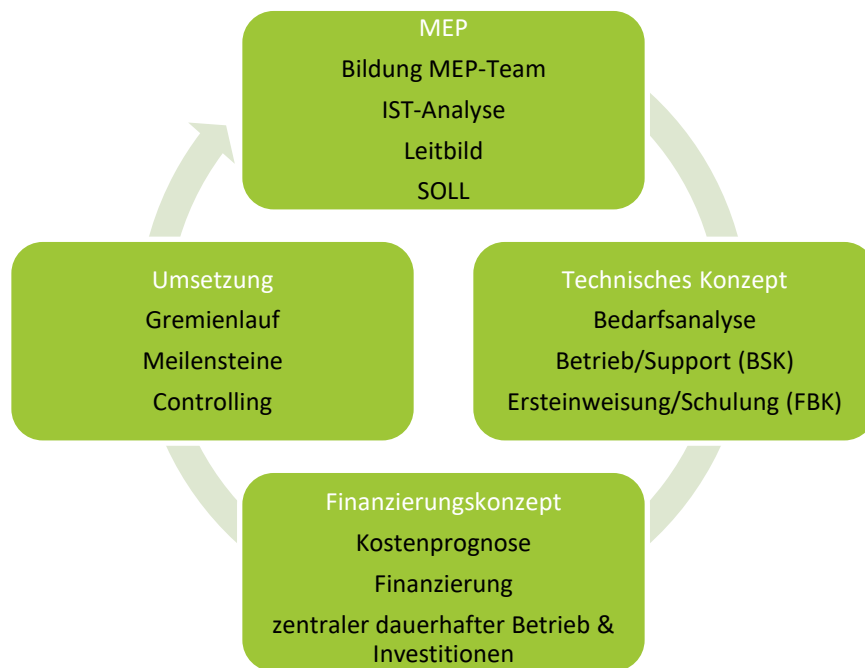 MEP
Bildung MEP-Team
IST-Analyse
Leitbild
SOLL
Umsetzung
Gremienlauf
Meilensteine
Controlling
Technisches Konzept
Bedarfsanalyse
Betrieb/Support (BSK)
Ersteinweisung/Schulung (FBK)
Finanzierungskonzept
Kostenprognose
Finanzierung
zentraler dauerhafter Betrieb &
Investitionen